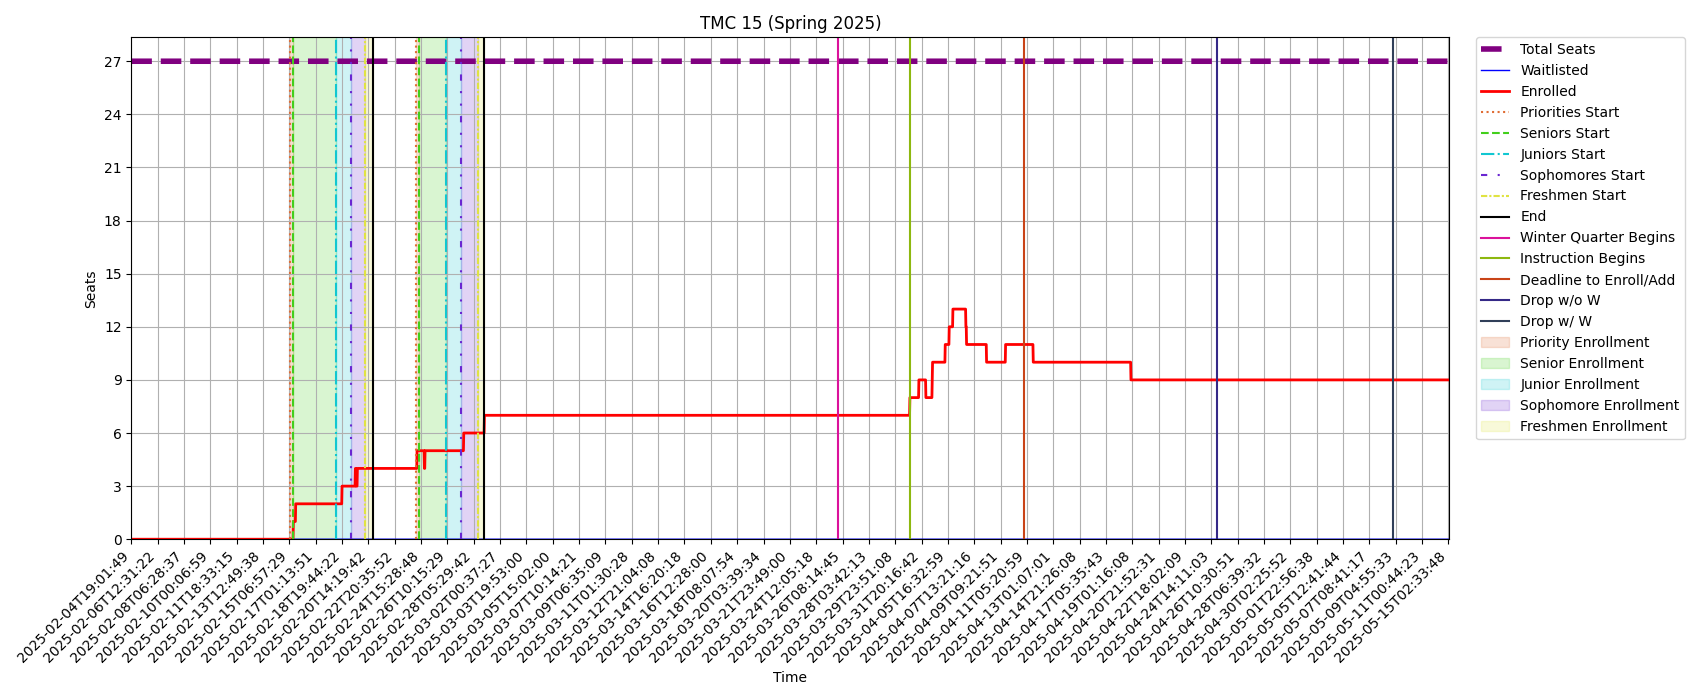 TMC 15 (Spring 2025)
27
24
21
18
15
12
9
6
3
0
Seats
2025-02-04T19:01:49
2025-02-06T12:31:22
2025-02-08T06:28:37
2025-02-10T00:06:59
2025-02-11T18:33:15
2025-02-13T12:49:38
2025-02-15T06:57:29
2025-02-17T01:13:51
2025-02-18T19:44:22
2025-02-20T14:19:42
2025-02-22T20:35:52
2025-02-24T15:28:48
2025-02-26T10:15:29
2025-02-28T05:29:42
2025-03-02T00:37:27
2025-03-03T19:53:00
2025-03-05T15:02:00
2025-03-07T10:14:21
2025-03-09T06:35:09
2025-03-11T01:30:28
2025-03-12T21:04:08
2025-03-14T16:20:18
2025-03-16T12:28:00
2025-03-18T08:07:54
2025-03-20T03:39:34
2025-03-21T23:49:00
2025-03-24T12:05:18
2025-03-26T08:14:45
2025-03-28T03:42:13
2025-03-29T23:51:08
2025-03-31T20:16:42
2025-04-05T16:32:59
2025-04-07T13:21:16
2025-04-09T09:21:51
2025-04-11T05:20:59
2025-04-13T01:07:01
2025-04-14T21:26:08
2025-04-17T05:35:43
2025-04-19T01:16:08
2025-04-20T21:52:31
2025-04-22T18:02:09
2025-04-24T14:11:03
2025-04-26T10:30:51
2025-04-28T06:39:32
2025-04-30T02:25:52
2025-05-01T22:56:38
2025-05-05T12:41:44
2025-05-07T08:41:17
2025-05-09T04:55:33
2025-05-11T00:44:23
2025-05-15T02:33:48
Time
Total Seats
Waitlisted
Enrolled
Priorities Start
Seniors Start
Juniors Start
Sophomores Start
Freshmen Start
End
Winter Quarter Begins
Instruction Begins
Deadline to Enroll/Add
Drop w/o W
Drop w/ W
Priority Enrollment
Senior Enrollment
Junior Enrollment
Sophomore Enrollment
Freshmen Enrollment